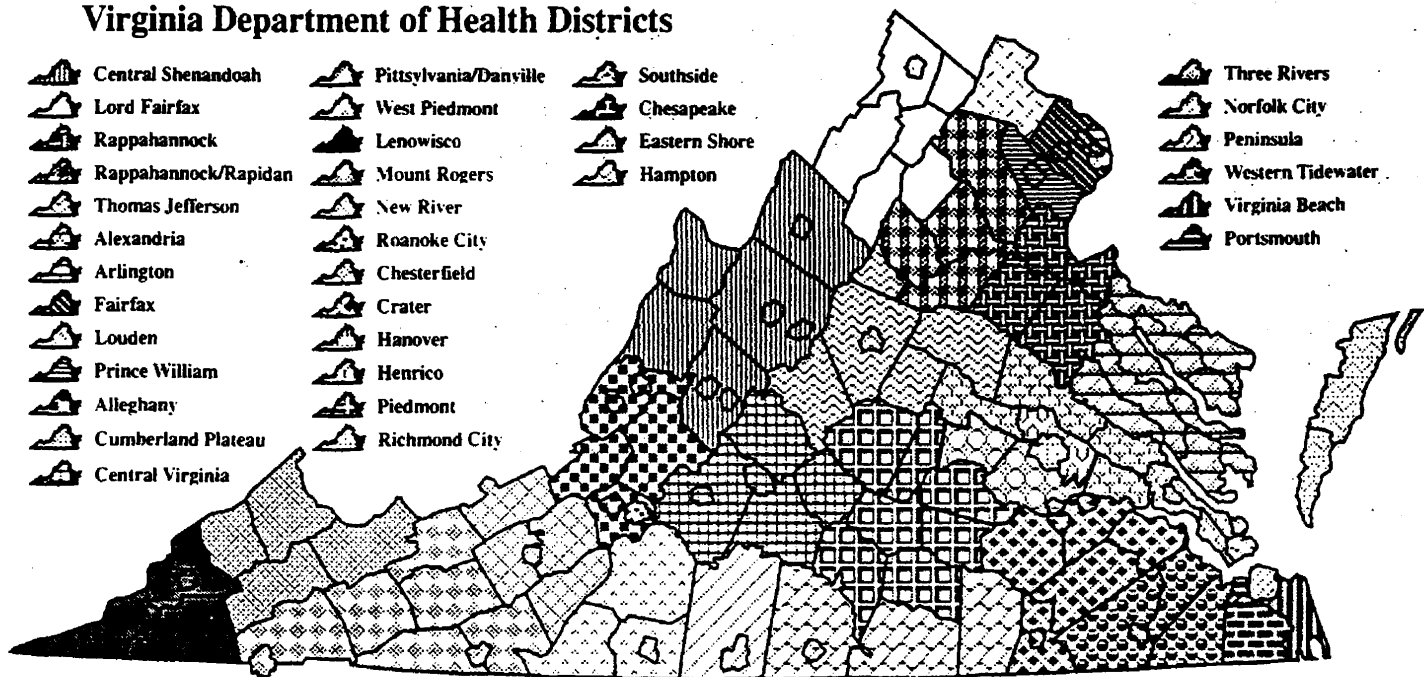 Virginia Department of Health Districts
Central Shenandoah
Lord Fairfax
Rappahannock
Rappahannock/Rapidan
Thomas Jefferson
Alexandria
Arlington
Fairfax
Louden
Prince William
Alleghany
Cumberland Plateau
Central Virginia
Pittsylvania/Danville
West Piedmont
Lenowisco
Mount Rogers
New River
Roanoke City
Chesterfield
Crater
Hanover
Henrico
Piedmont
Richmond City
Southside
Chesapeake
Eastern Shore
Hampton
Three Rivers
Norfolk City
Peninsula
Western Tidewater
Virginia Beach
Portsmouth